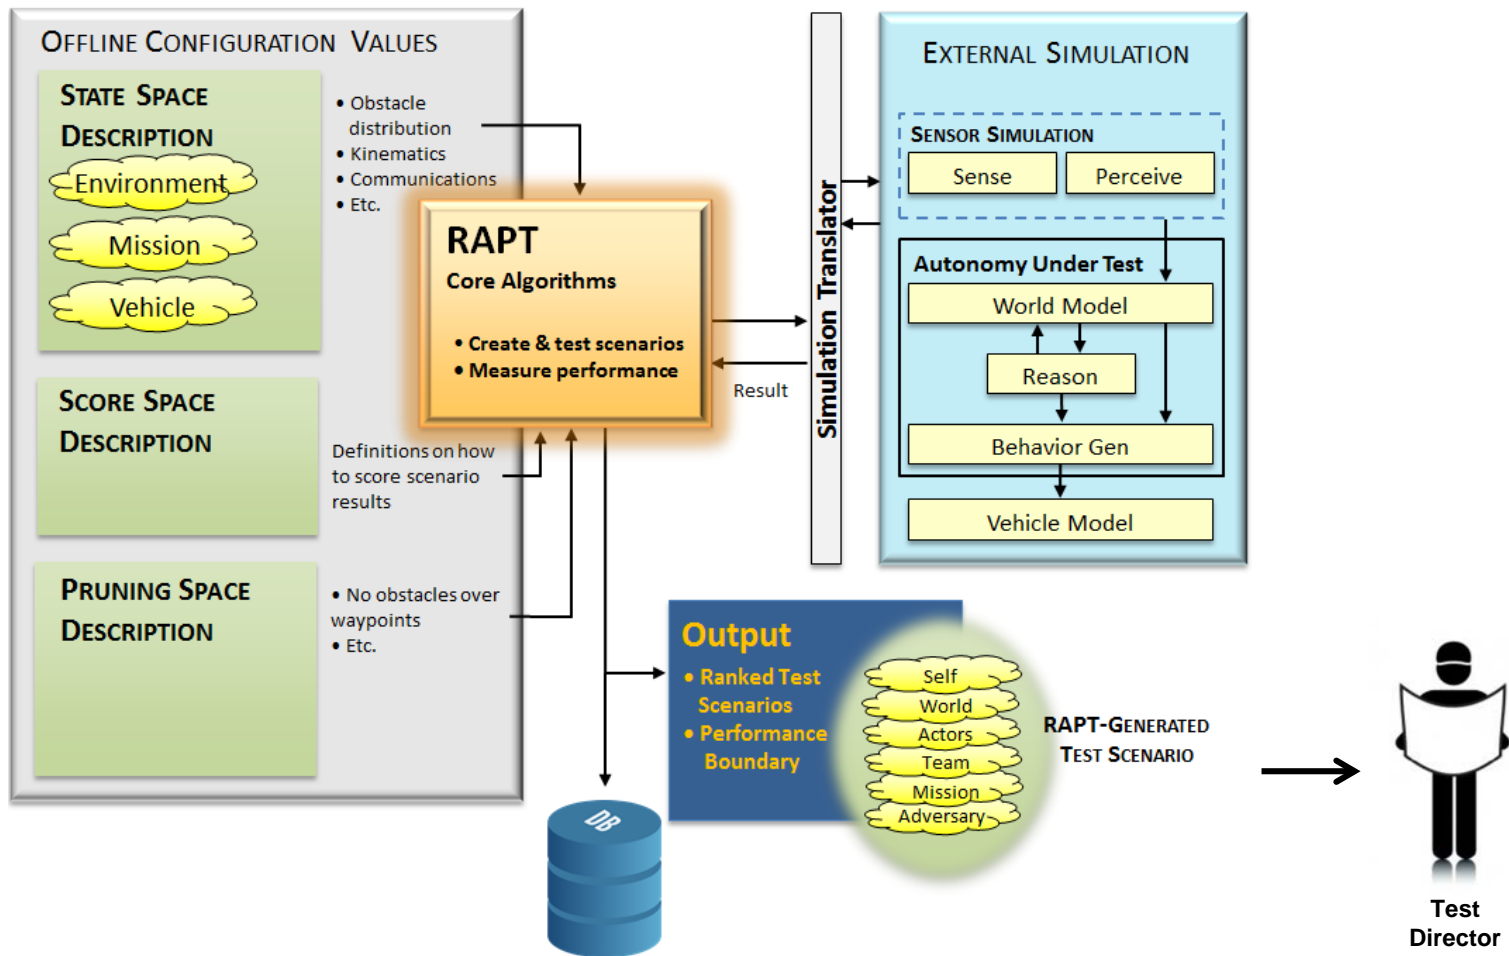 OFFLINE CONFIGURATION VALUES
STATE SPACE
DESCRIPTION
Environment
Mission
Vehicle
• Obstacle
distribution
• Kinematics
• Communications
• Etc.
SCORE SPACE
DESCRIPTION
Definitions on how
to score scenario
results
PRUNING SPACE
DESCRIPTION
• No obstacles over
waypoints
• Etc.
RAPT
Core Algorithms
• Create & test scenarios
• Measure performance
Result
Simulation Translator
EXTERNAL SIMULATION
SENSOR SIMULATION
Sense
Perceive
Autonomy Under Test
World Model
Reason
Behavior Gen
Vehicle Model
DB
Output
• Ranked Test
Scenarios
• Performance
Boundary
Self
World
Actors
Team
Mission
Adversary
RAPT-GENERATED
TEST SCENARIO
Test
Director